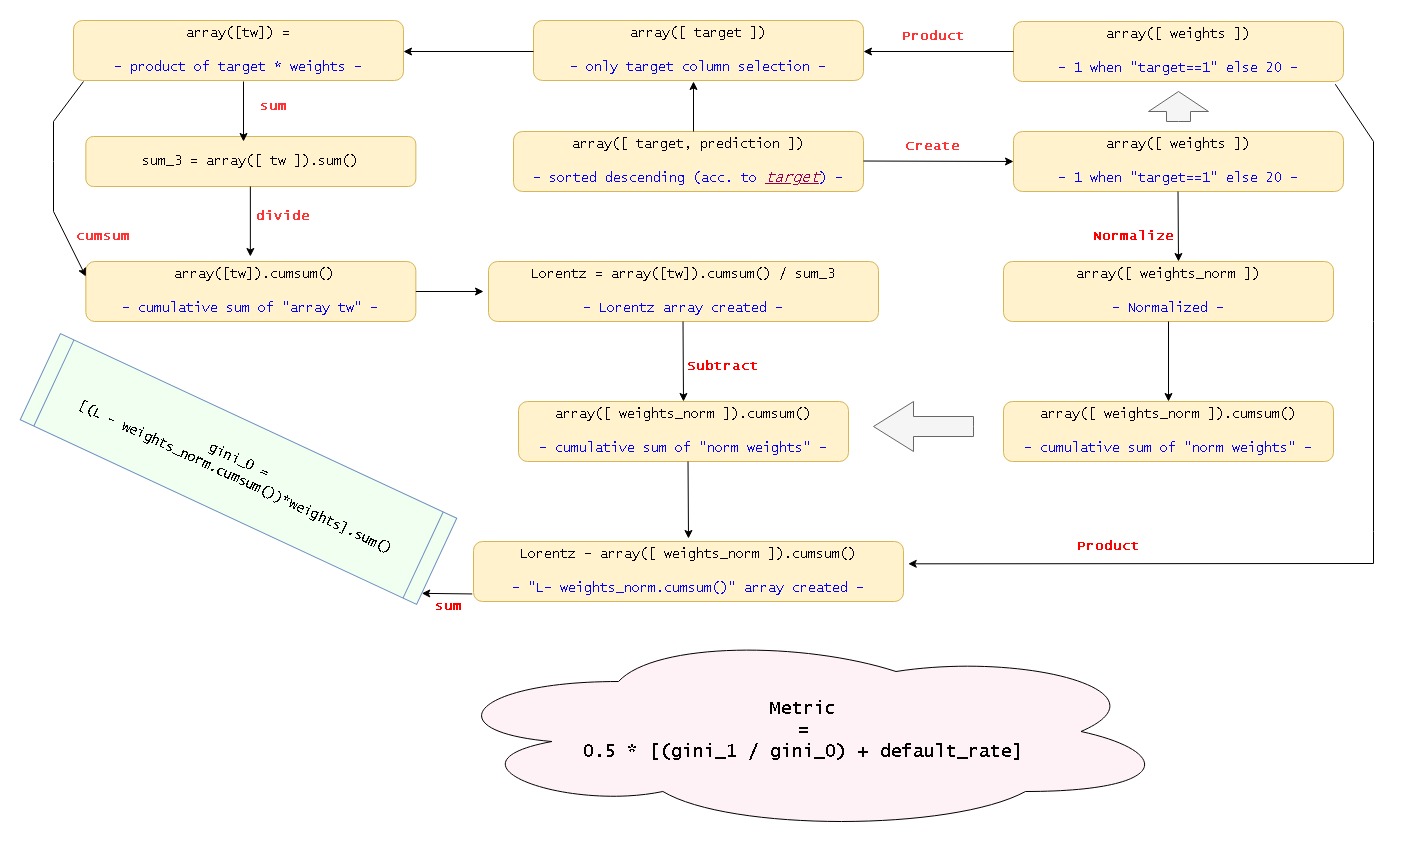 array([tw]) =
- product of target * weights -
array([ target ])
- only target column selection -
Product
array([ weights ])
- 1 when "target==1" else 20 -
sum
sum_3 = array([ tw ]).sum()
array([ target, prediction ])
- sorted descending (acc. to target) -
Create
array([ weights ])
- 1 when "target==1" else 20 -
divide
cumsum
Normalize
array([tw]).cumsum()
- cumulative sum of "array tw" -
Lorentz = array([tw]).cumsum() / sum_3
- Lorentz array created -
array([ weights_norm ])
- Normalized -
Subtract
array([ weights_norm ]).cumsum()
- cumulative sum of "norm weights" -
array([ weights_norm ]).cumsum()
- cumulative sum of "norm weights" -
gini_0 =
[(L - weights_norm.cumsum())*weights].sum()
Lorentz - array([ weights_norm ]).cumsum()
- "L- weights_norm.cumsum()" array created -
Product
sum
Metric
=
0.5 * [(gini_1 / gini_0) + default_rate]